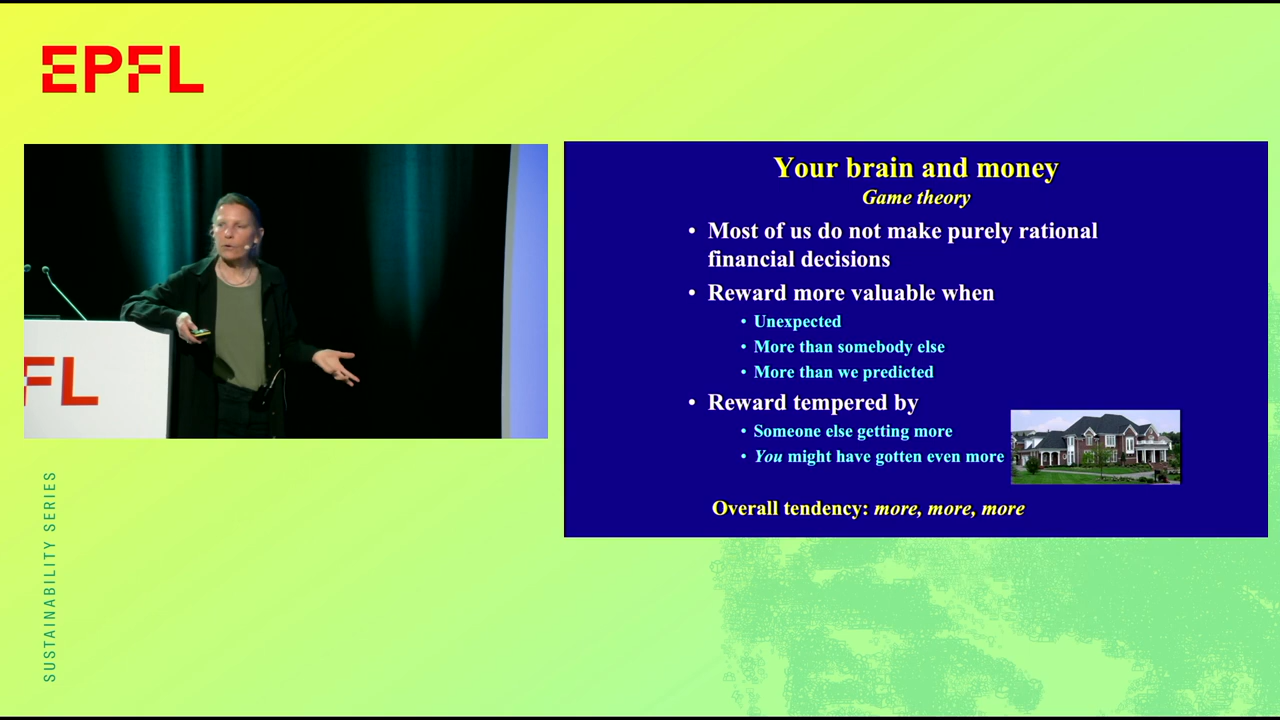 EPFL
FL
SUSTAINABILITY SERIES
Your brain and money
Game theory
• Most of us do not make purely rational
financial decisions
• Reward more valuable when
• Unexpected
• More than somebody else
• More than we predicted
• Reward tempered by
• Someone else getting more
• You might have gotten even more
Overall tendency: more, more, more